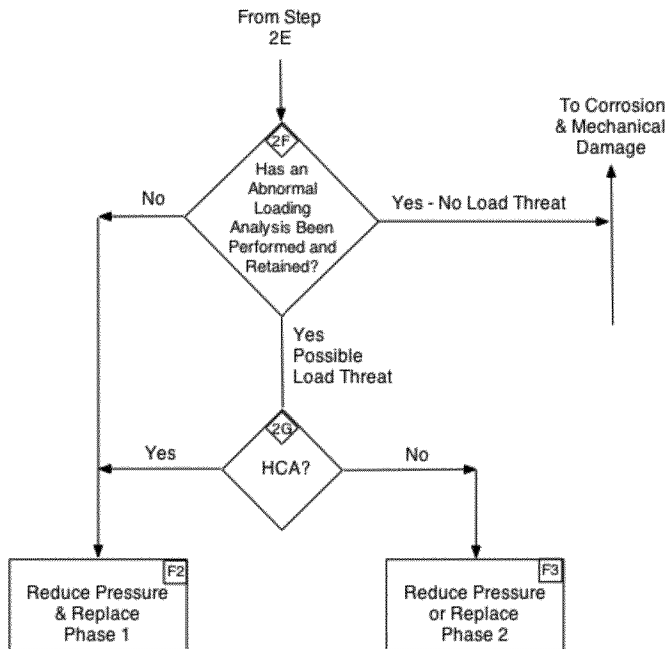 From Step
2E
To Corrosion
& Mechanical
Damage
2F
Has an
Abnormal
Loading
Analysis Been
Performed and
Retained?
No
Yes - No Load Threat
Yes
Possible
Load Threat
2G
HCA?
Yes
No
F2
Reduce Pressure
& Replace
Phase 1
F3
Reduce Pressure
or Replace
Phase 2